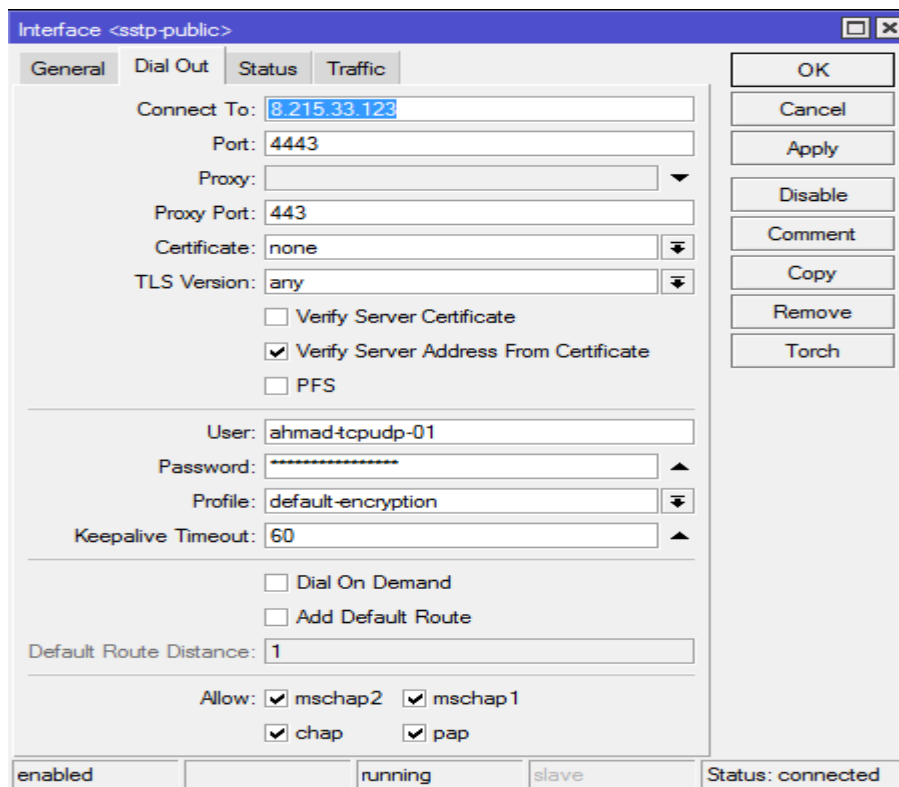 Interface <sstp-public>
General Dial Out Status Traffic
OK
Connect To: 8.215.33.123
Cancel
Port: 4443
Apply
Proxy:
Disable
Proxy Port: 443
Comment
Certificate: none
Copy
TLS Version: any
Remove
Verify Server Certificate
Torch
Verify Server Address From Certificate
PFS
User: ahmad-tcpudp-01
Password: *****************
Profile: default-encryption
Keepalive Timeout: 60
Dial On Demand
Add Default Route
Default Route Distance: 1
Allow: mschap2 mschap1
chap pap
enabled running slave Status: connected